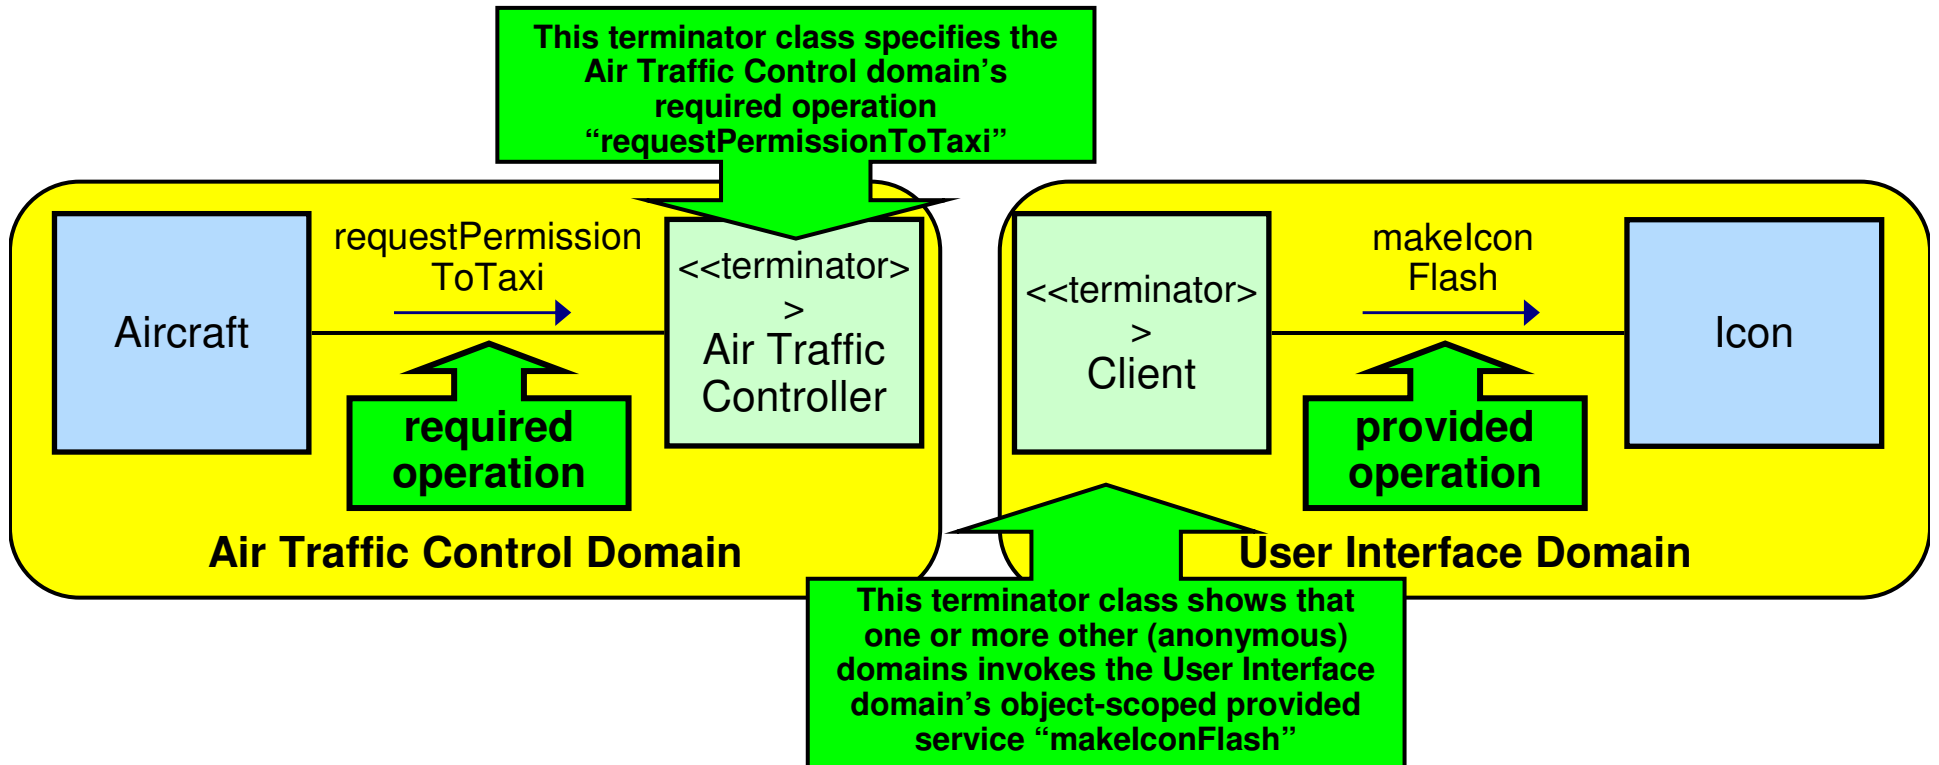 This terminator class specifies the
Air Traffic Control domain’s
required operation
“requestPermissionToTaxi”
Aircraft
requestPermission
ToTaxi
<<terminator>
>
Air Traffic
Controller
required
operation
Air Traffic Control Domain
<<terminator>
>
Client
makeIcon
Flash
Icon
provided
operation
User Interface Domain
This terminator class shows that
one or more other (anonymous)
domains invokes the User Interface
domain’s object-scoped provided
service “makeIconFlash”